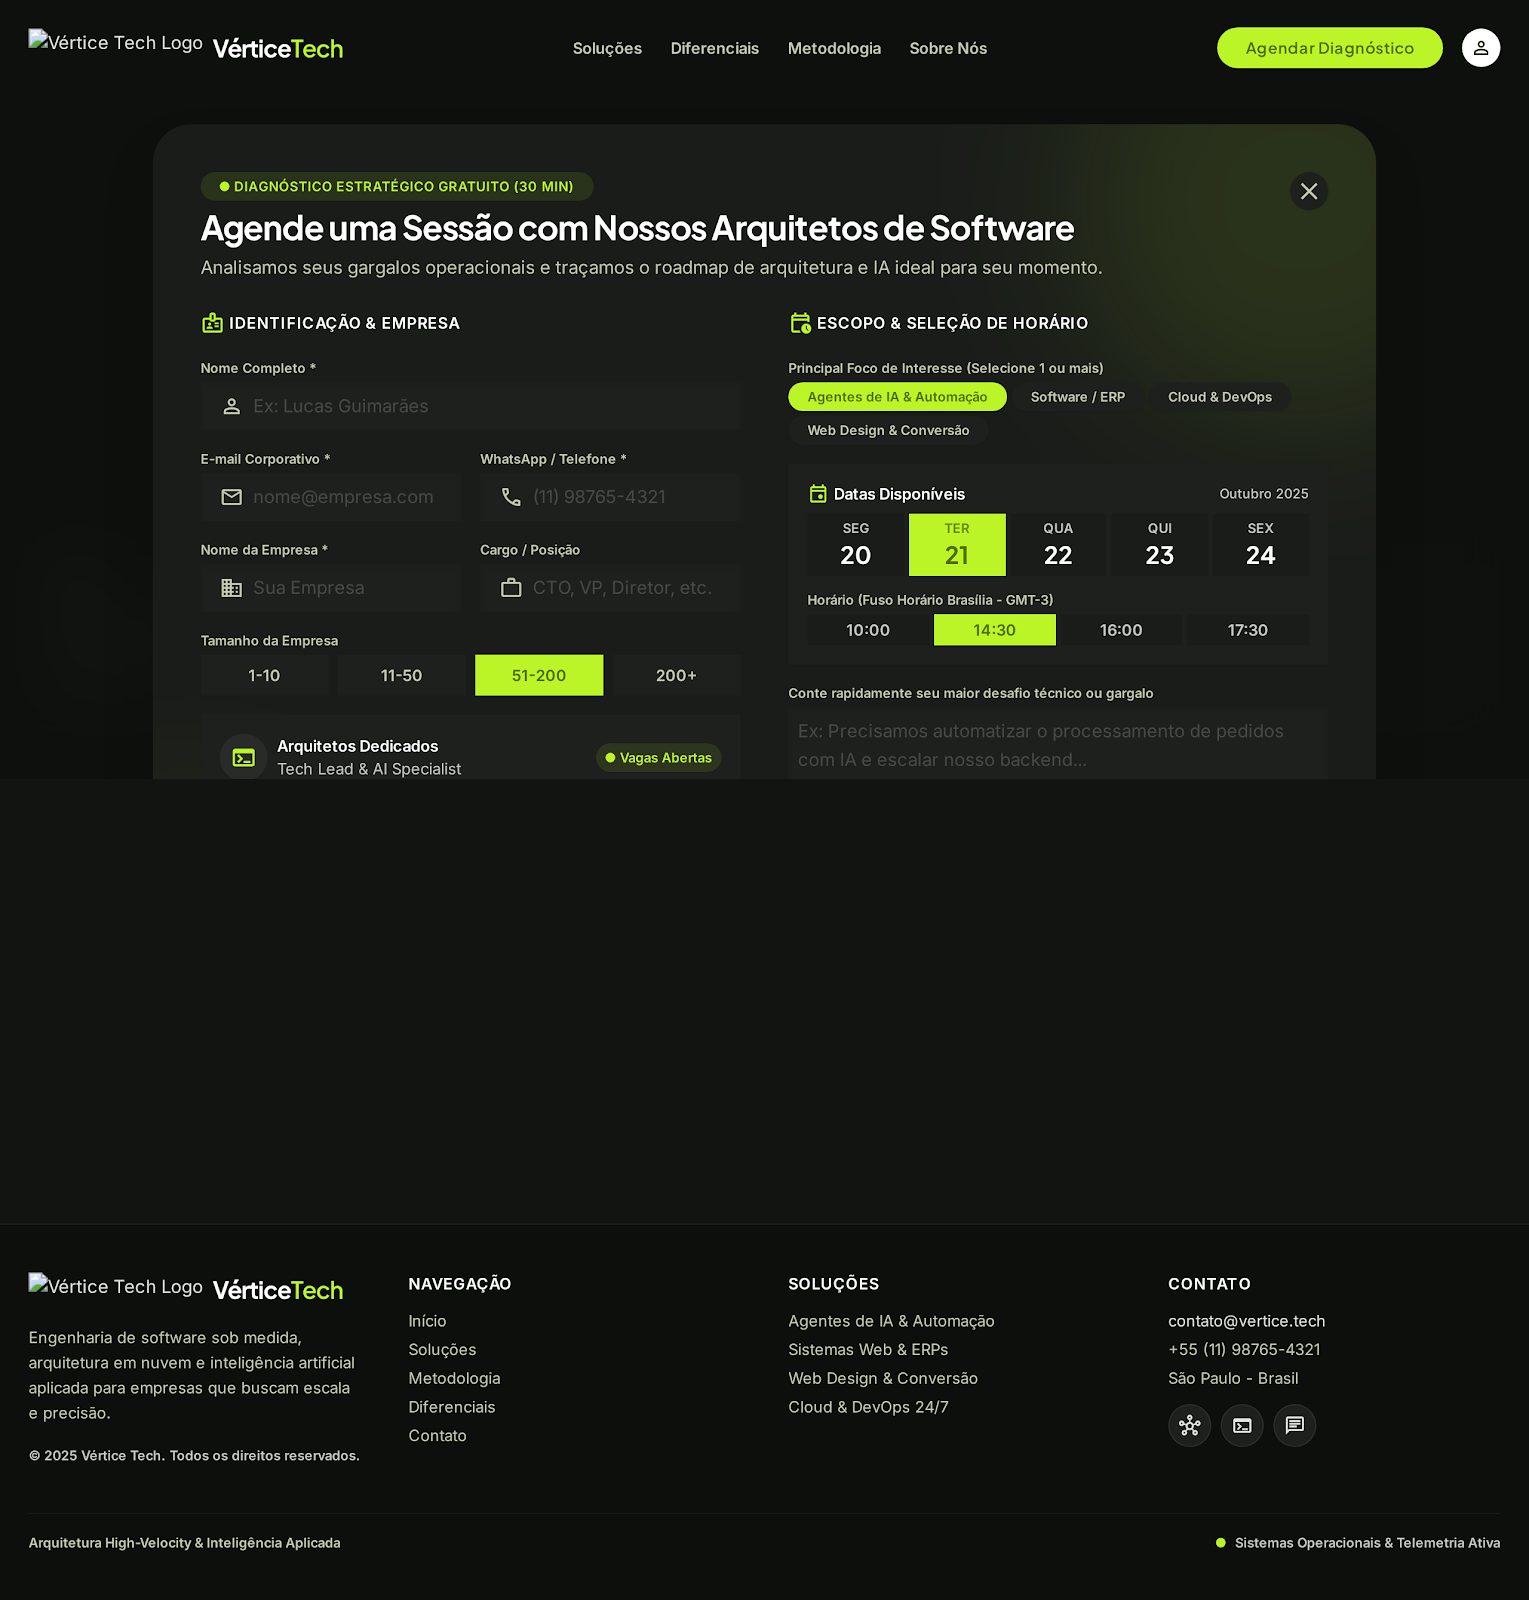 Vértice Tech Logo VérticeTech
Soluções Diferenciais Metodologia Sobre Nós
Agendar Diagnóstico
DIAGNÓSTICO ESTRATÉGICO GRATUITO (30 MIN)
Agende uma Sessão com Nossos Arquitetos de Software
Analisamos seus gargalos operacionais e traçamos o roadmap de arquitetura e IA ideal para seu momento.
IDENTIFICAÇÃO & EMPRESA
Nome Completo *
Ex: Lucas Guimarães
E-mail Corporativo * WhatsApp / Telefone *
nome@empresa.com (11) 98765-4321
Nome da Empresa * Cargo / Posição
Sua Empresa CTO, VP, Diretor, etc.
Tamanho da Empresa
1-10 11-50 51-200 200+
Arquitetos Dedicados
Tech Lead & AI Specialist
Vagas Abertas
ESCOPO & SELEÇÃO DE HORÁRIO
Principal Foco de Interesse (Selecione 1 ou mais)
Agentes de IA & Automação Software / ERP Cloud & DevOps
Web Design & Conversão
Datas Disponíveis Outubro 2025
SEG TER QUA QUI SEX
20 21 22 23 24
Horário (Fuso Horário Brasília - GMT-3)
10:00 14:30 16:00 17:30
Conte rapidamente seu maior desafio técnico ou gargalo
Ex: Precisamos automatizar o processamento de pedidos
com IA e escalar nosso backend...
Vértice Tech Logo VérticeTech
Engenharia de software sob medida,
arquitetura em nuvem e inteligência artificial
aplicada para empresas que buscam escala
e precisão.
© 2025 Vértice Tech. Todos os direitos reservados.
NAVEGAÇÃO
Início
Soluções
Metodologia
Diferenciais
Contato
SOLUÇÕES
Agentes de IA & Automação
Sistemas Web & ERPs
Web Design & Conversão
Cloud & DevOps 24/7
CONTATO
contato@vertice.tech
+55 (11) 98765-4321
São Paulo - Brasil
Arquitetura High-Velocity & Inteligência Aplicada
Sistemas Operacionais & Telemetria Ativa